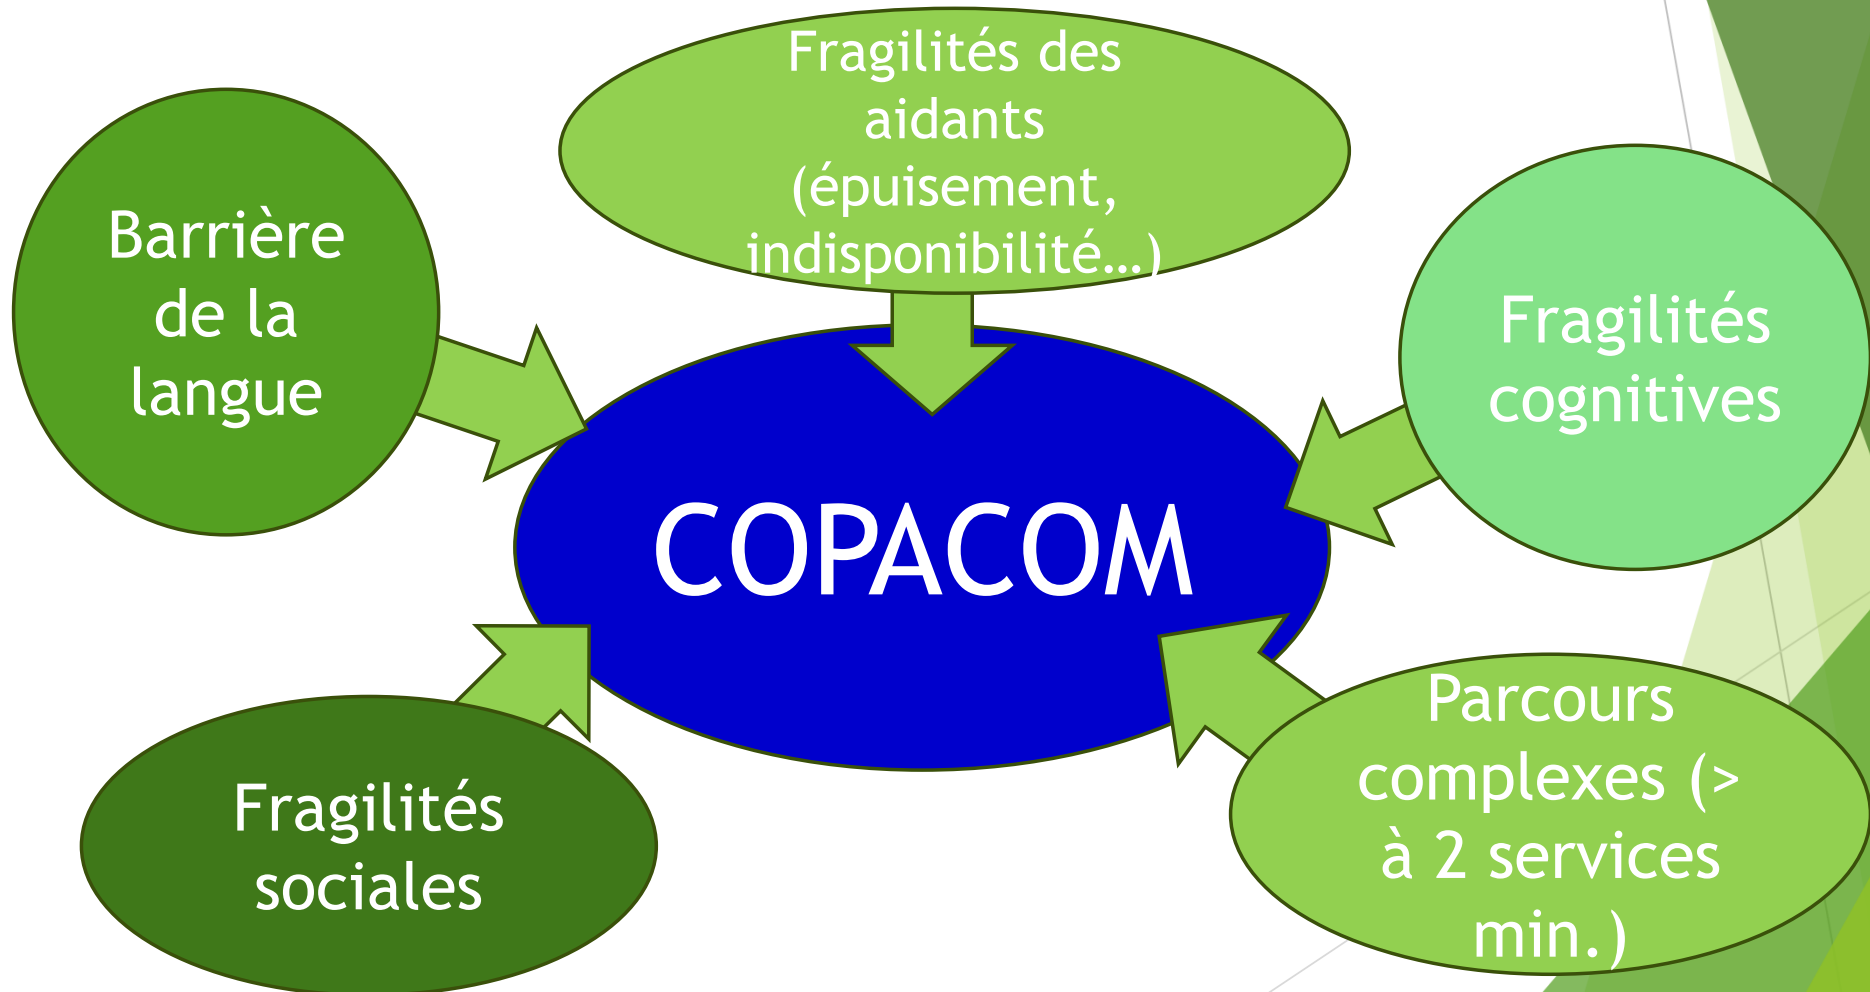 Fragilités des
aidants
(épuisement,
indisponibilité…)
Barrière
de la
langue
Fragilités
cognitives
COPACOM
Fragilités
sociales
Parcours
complexes (>
à 2 services
min.)